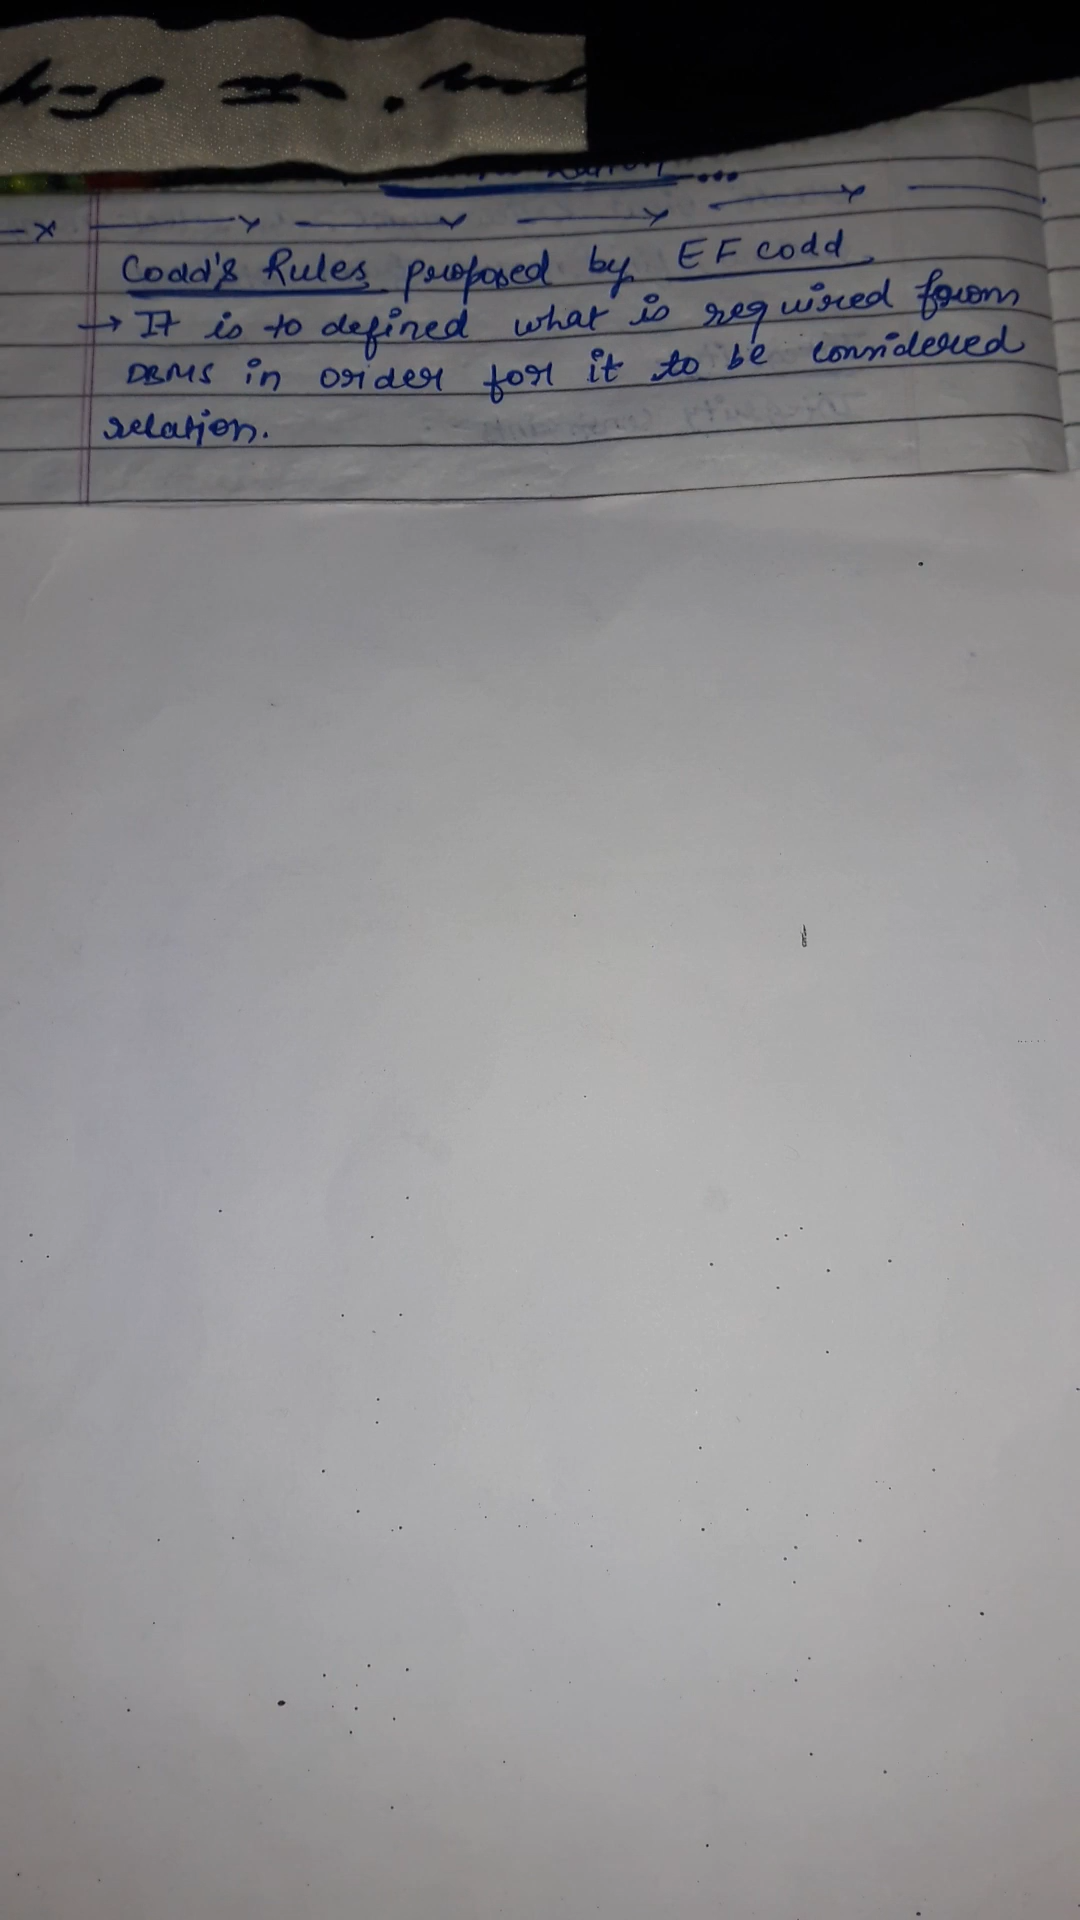 Codd's Rules proposed by EF codd.
→ It is to defined what is required from
DBMS in order for it to be considered
relation.